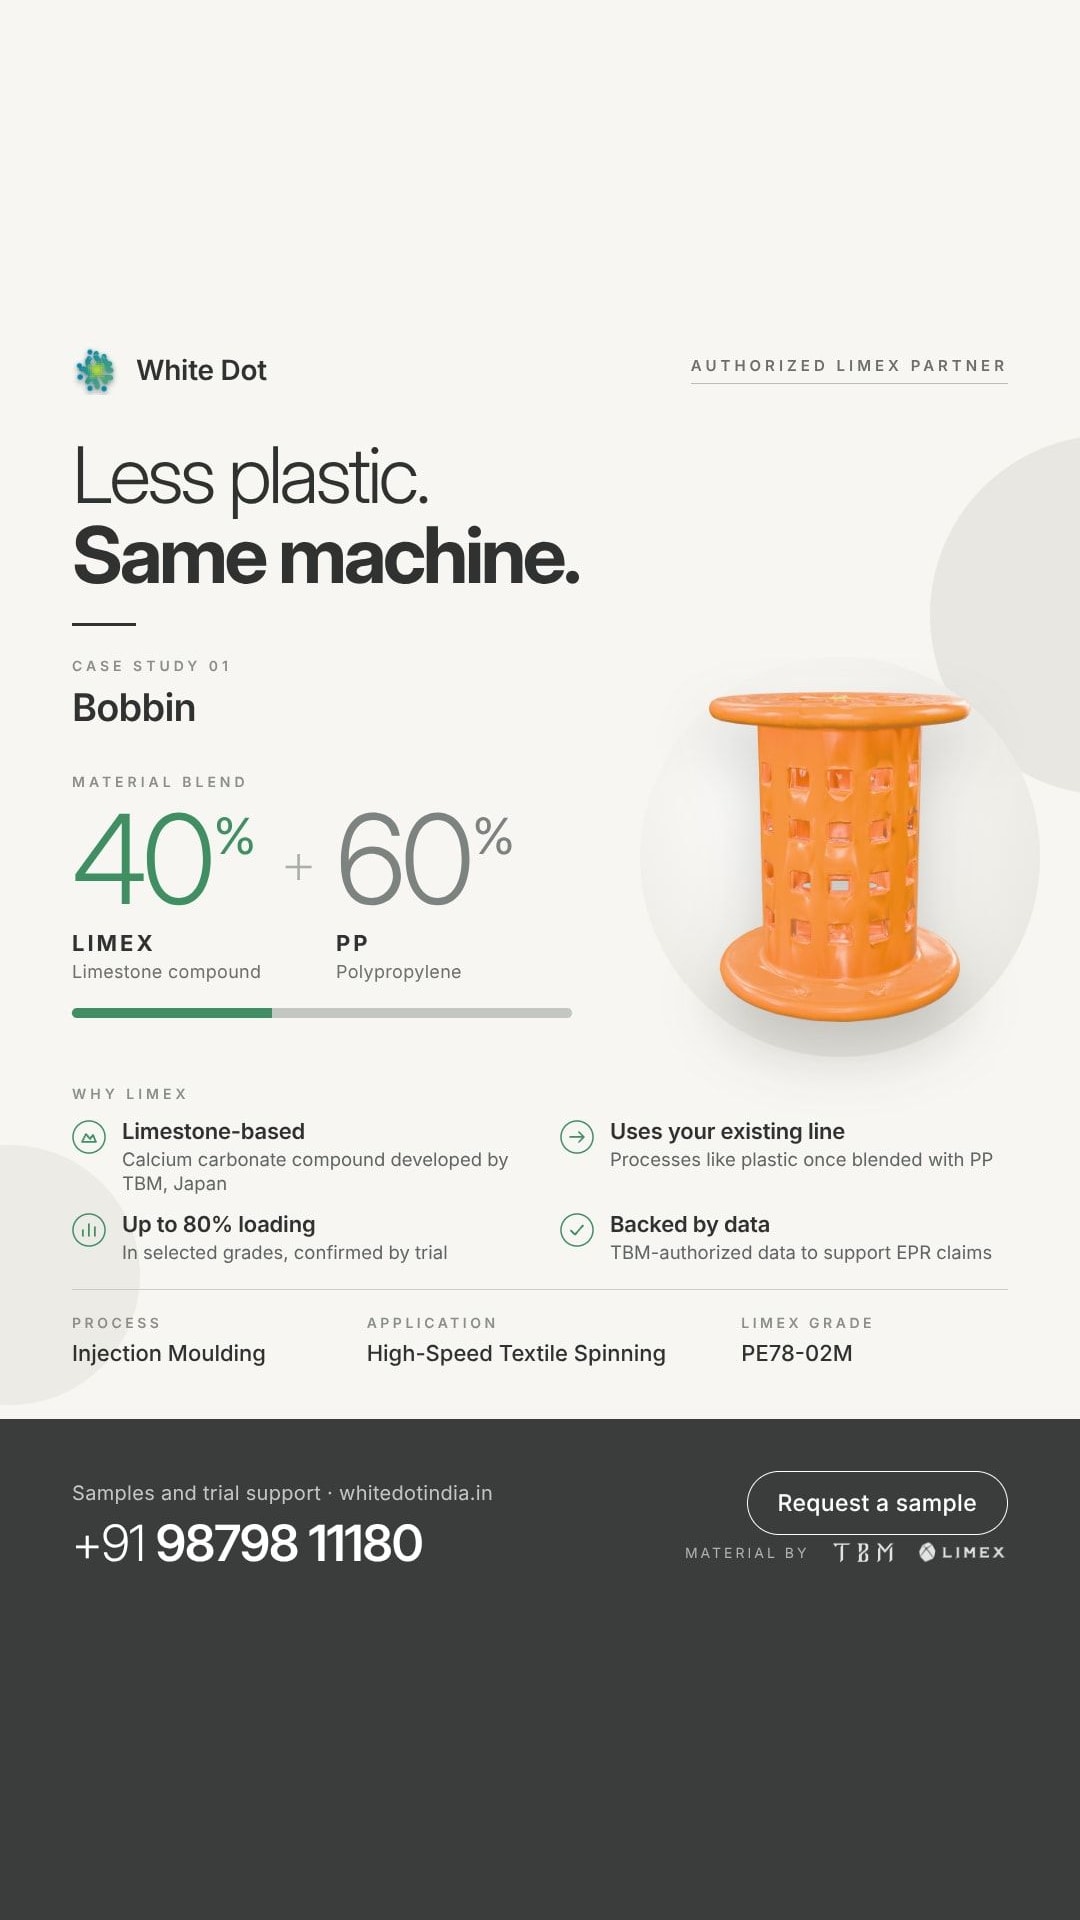 White Dot
AUTHORIZED LIMEX PARTNER
Less plastic.
Same machine.
CASE STUDY 01
Bobbin
MATERIAL BLEND
40% + 60%
LIMEX
Limestone compound
PP
Polypropylene
WHY LIMEX
Limestone-based
Calcium carbonate compound developed by
TBM, Japan
Uses your existing line
Processes like plastic once blended with PP
Up to 80% loading
In selected grades, confirmed by trial
Backed by data
TBM-authorized data to support EPR claims
PROCESS
Injection Moulding
APPLICATION
High-Speed Textile Spinning
LIMEX GRADE
PE78-02M
Samples and trial support · whitedotindia.in
+91 98798 11180
Request a sample
MATERIAL BY TBM LIMEX